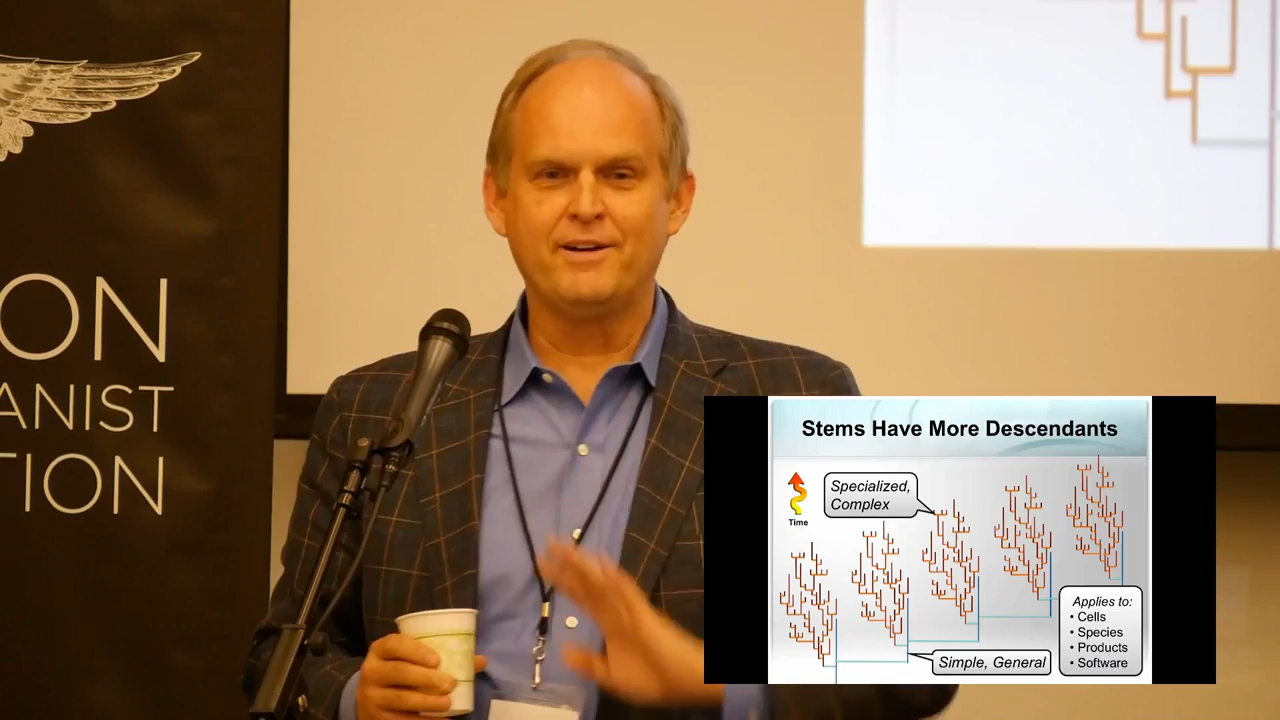 ON
ANIST
TION
Stems Have More Descendants
Specialized,
Complex
Time
Applies to:
• Cells
• Species
• Products
• Software
Simple, General